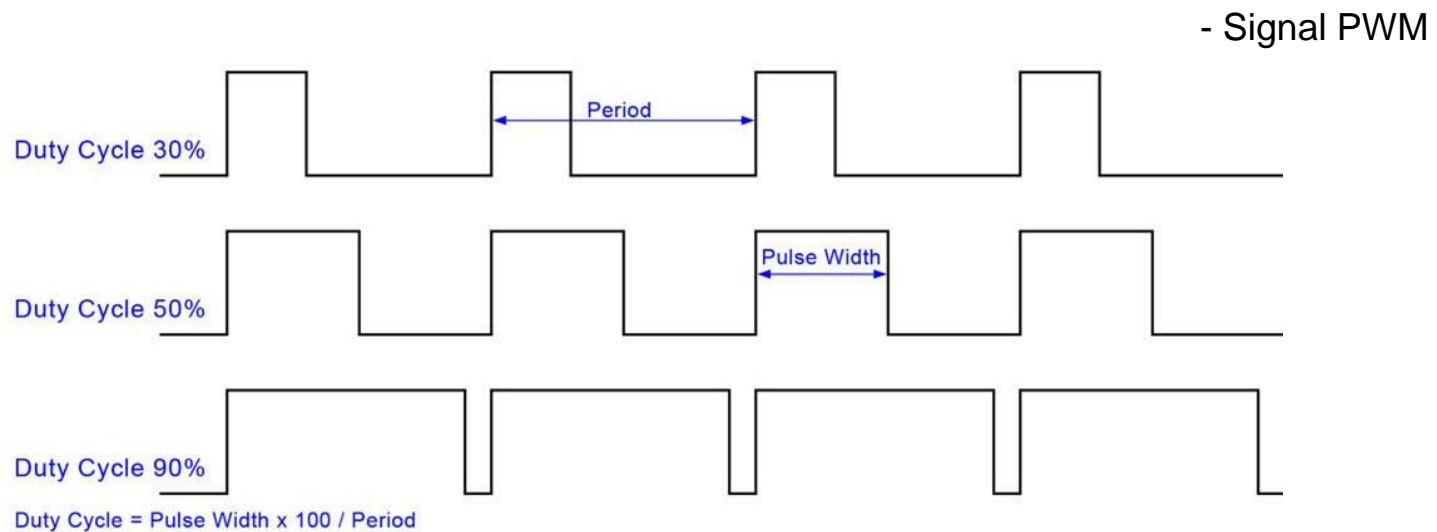 - Signal PWM
Period
Duty Cycle 30%
Pulse Width
Duty Cycle 50%
Duty Cycle 90%
Duty Cycle = Pulse Width x 100 / Period